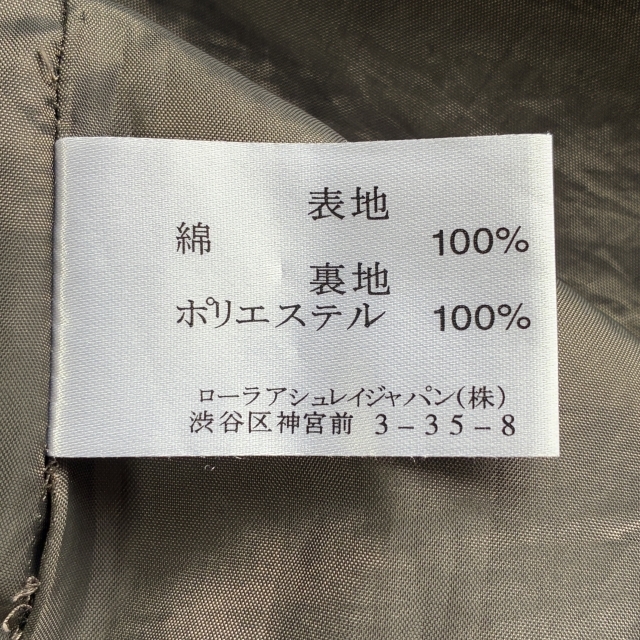 表地
綿 100%
裏地
ポリエステル 100%
ローラアシュレイジャパン(株)
渋谷区神宮前 3-35-8